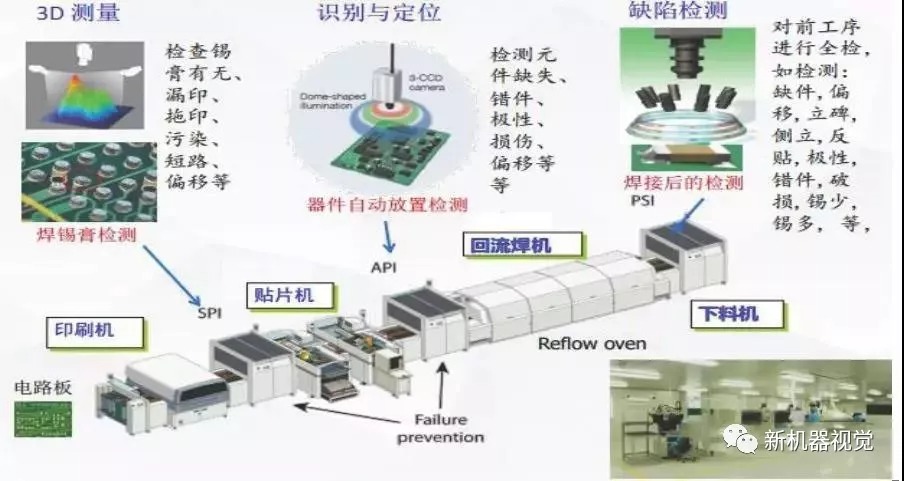 3D 测量
检查锡
膏有无、
漏印、
拖印、
污染、
短路、
偏移等
焊锡膏检测
识别与定位
3-CCD
camera
Dome-shaped
illumination
检测元
件缺失、
错件、
极性、
损伤、
偏移等
等
器件自动放置检测
缺陷检测
对前工序
进行全检，
如检测：
缺件，偏
移，立碑，
侧立，反
贴，极性，
错件，破
损，锡少，
锡多，等，
焊接后的检测
PSI
API
SPI
回流焊机
贴片机
印刷机
下料机
Reflow oven
电路板
Failure
prevention
新机器视觉